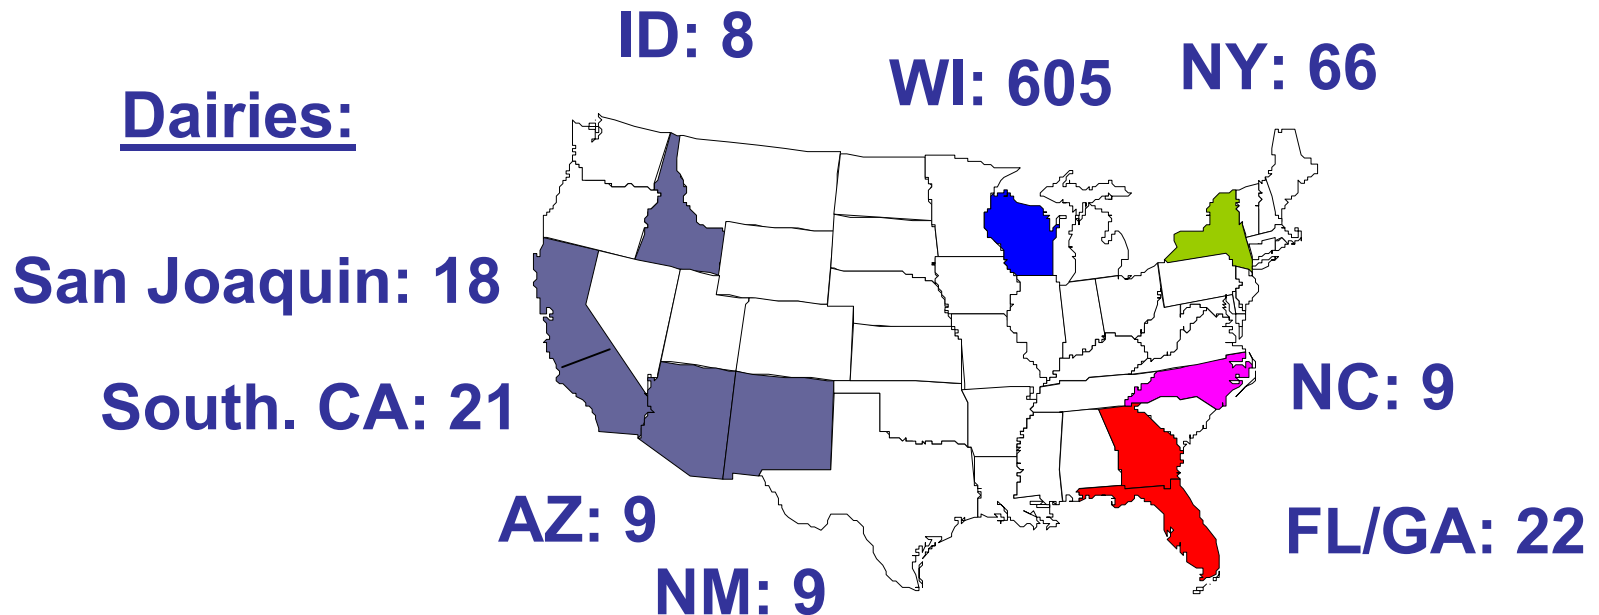 ID: 8
WI: 605
NY: 66
Dairies:
San Joaquin: 18
South. CA: 21
NC: 9
AZ: 9
FL/GA: 22
NM: 9